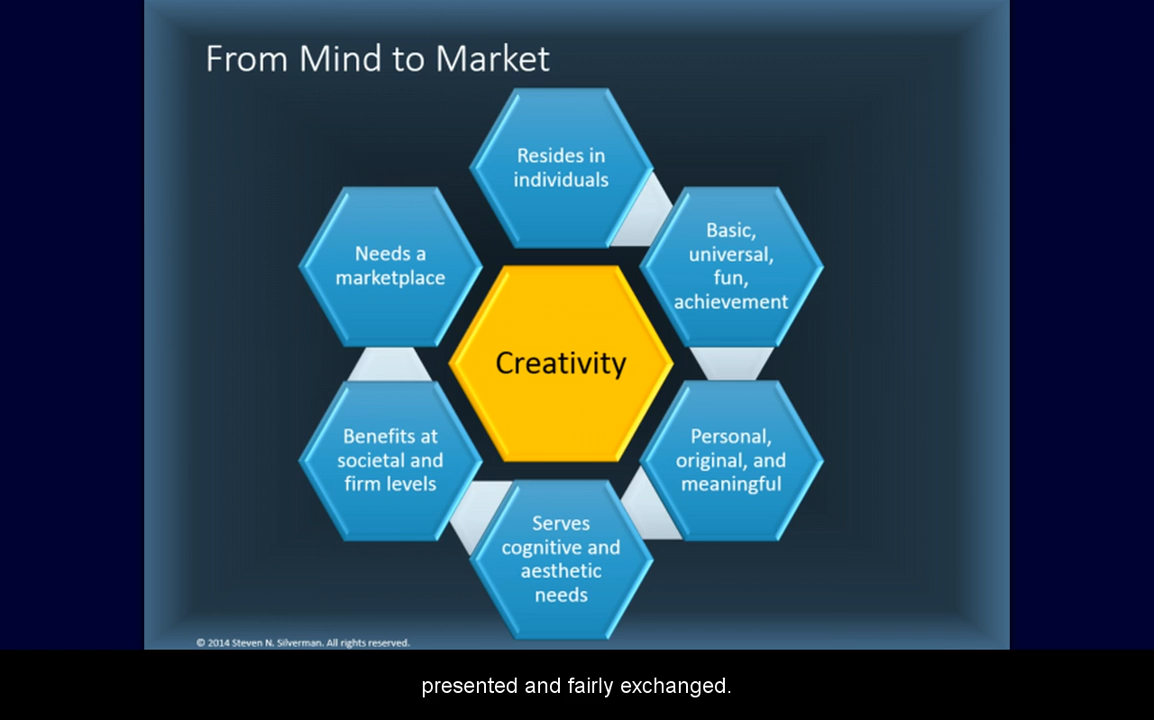 From Mind to Market
Resides in
individuals
Basic,
universal,
fun,
achievement
Personal,
original, and
meaningful
Serves
cognitive and
aesthetic
needs
Benefits at
societal and
firm levels
Needs a
marketplace
Creativity
© 2014 Steven N. Silverman. All rights reserved.
presented and fairly exchanged.